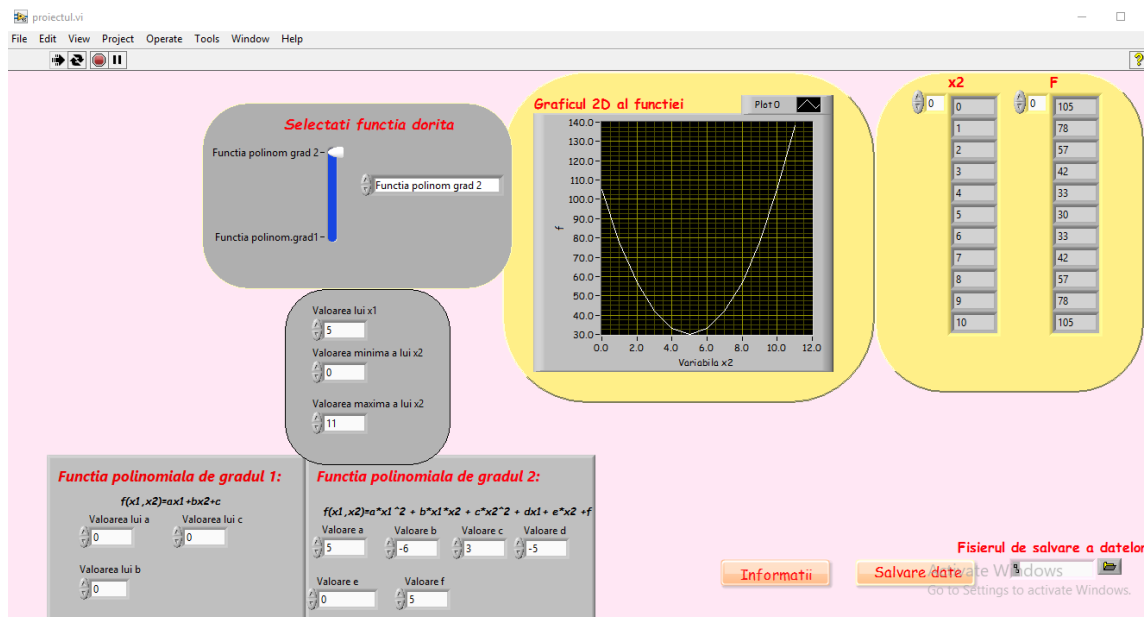 proiectul.vi
File Edit View Project Operate Tools Window Help
Selectati functia dorita
Functia polinom grad 2
Functia polinom grad 2
Functia polinom.grad1
Graficul 2D al functiei
Plot 0
140.0
130.0
120.0
110.0
100.0
90.0
80.0
70.0
60.0
50.0
40.0
30.0
f
0.0 2.0 4.0 6.0 8.0 10.0 12.0
Variabila x2
x2 F
0 0 0 105
1 78
2 57
3 42
4 33
5 30
6 33
7 42
8 57
9 78
10 105
Valoarea lui x1
5
Valoarea minima a lui x2
0
Valoarea maxima a lui x2
11
Functia polinomiala de gradul 1:
f(x1,x2)=ax1+bx2+c
Valoarea lui a Valoarea lui c
0 0
Valoarea lui b
0
Functia polinomiala de gradul 2:
f(x1,x2)=a*x1^2 + b*x1*x2 + c*x2^2 + dx1+ e*x2 +f
Valoare a Valoare b Valoare c Valoare d
5 -6 3 -5
Valoare e Valoare f
0 5
Informatii
Salvare date
Fisierul de salvare a datelor
Activate Windows
Go to Settings to activate Windows.